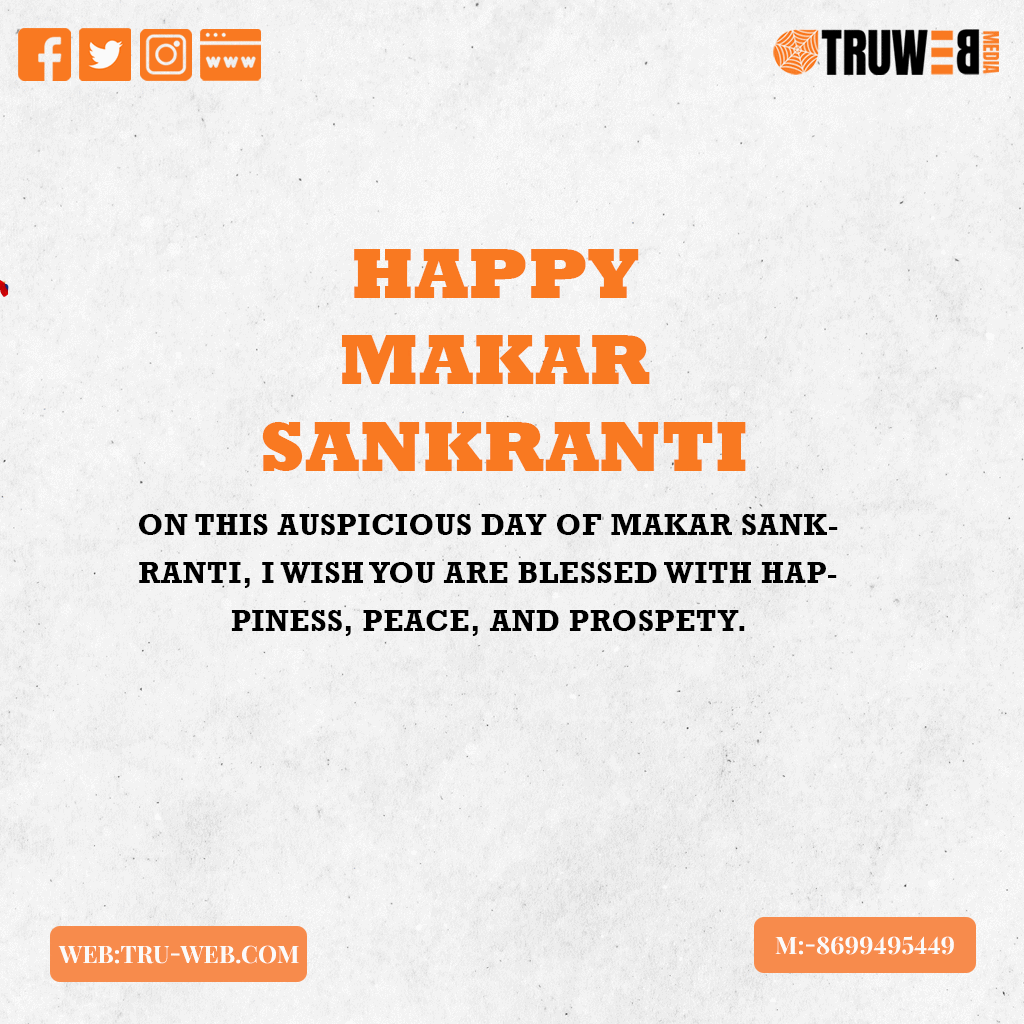 www
TRUWEB
MEDIA
HAPPY
MAKAR
SANKRANTI
ON THIS AUSPICIOUS DAY OF MAKAR SANK-
RANTI, I WISH YOU ARE BLESSED WITH HAP-
PINESS, PEACE, AND PROSPETY.
WEB:TRU-WEB.COM
M:-8699495449